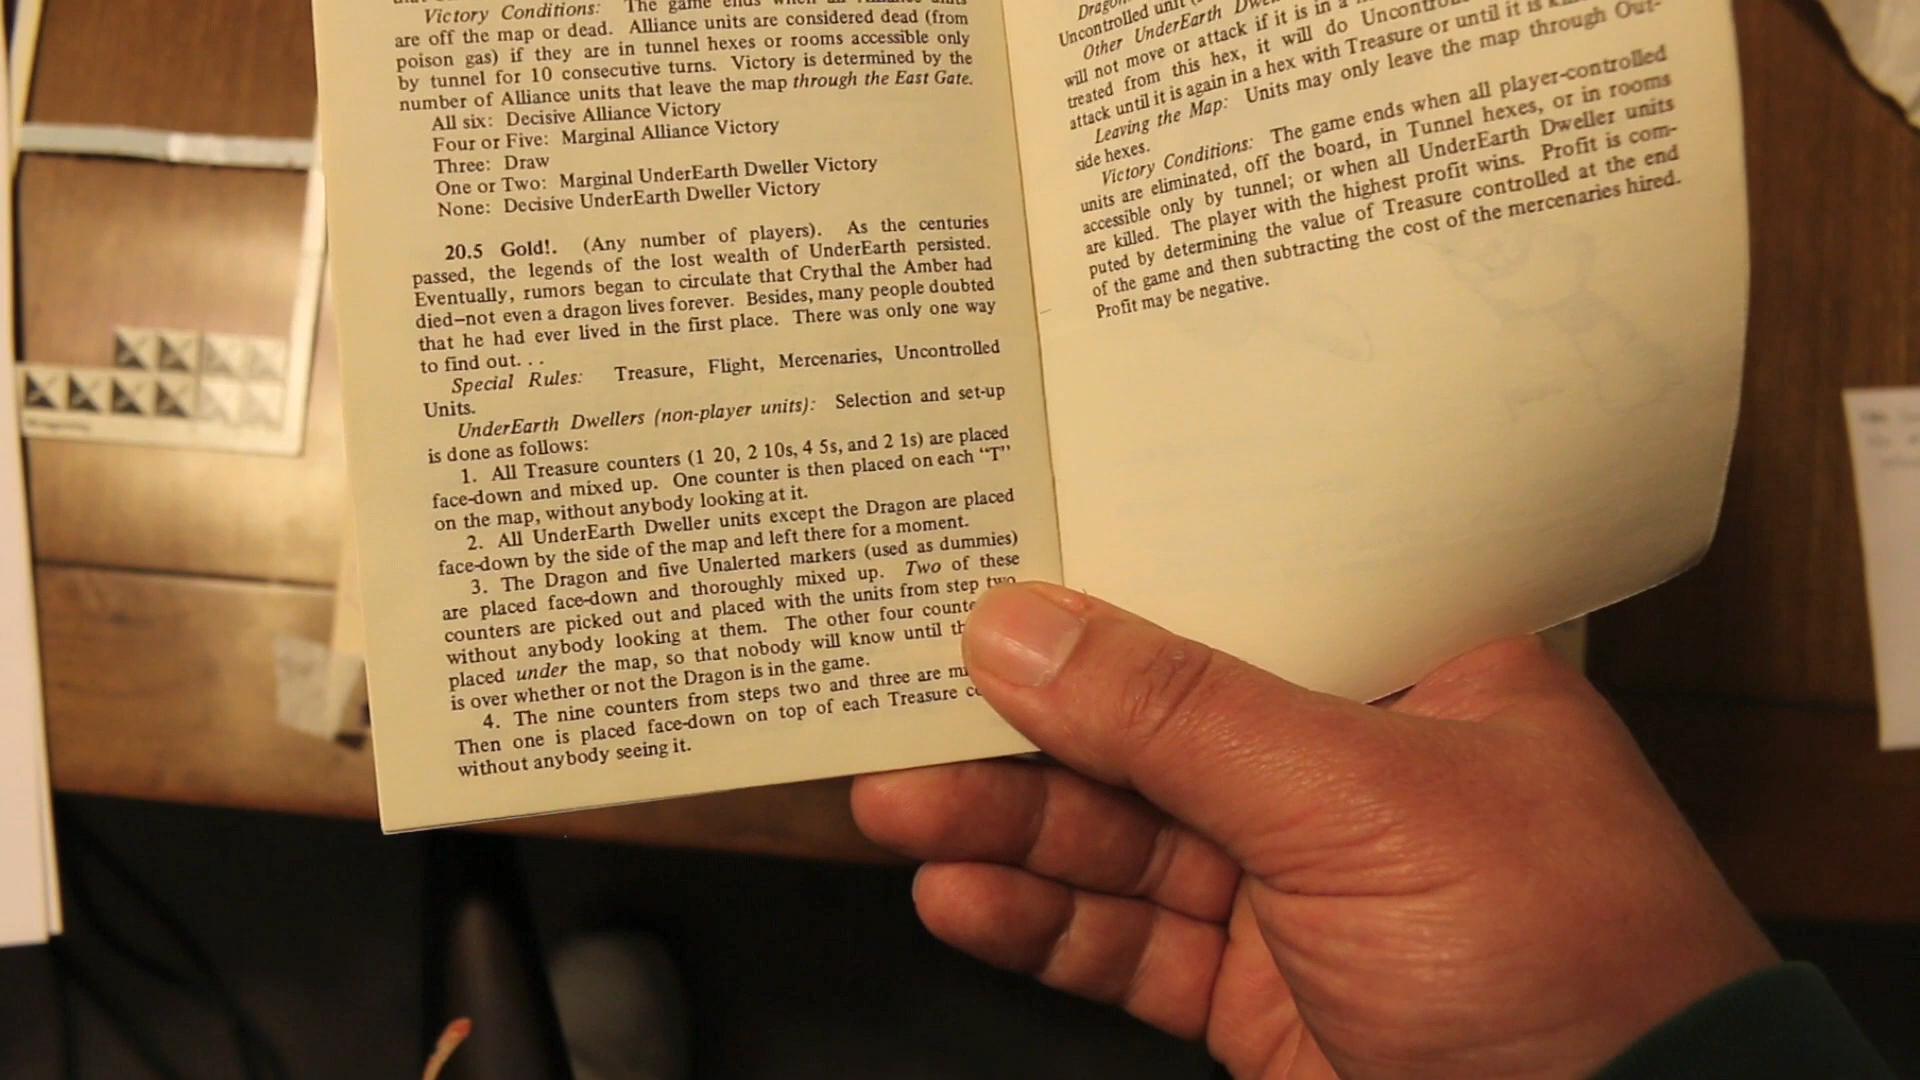 Victory Conditions: The game ends when all Alliance units
are off the map or dead. Alliance units are considered dead (from
poison gas) if they are in tunnel hexes or rooms accessible only
by tunnel for 10 consecutive turns. Victory is determined by the
number of Alliance units that leave the map through the East Gate.
All six: Decisive Alliance Victory
Four or Five: Marginal Alliance Victory
Three: Draw
One or Two: Marginal UnderEarth Dweller Victory
None: Decisive UnderEarth Dweller Victory
20.5 Gold!. (Any number of players). As the centuries
passed, the legends of the lost wealth of UnderEarth persisted.
Eventually, rumors began to circulate that Crythal the Amber had
died—not even a dragon lives forever. Besides, many people doubted
that he had ever lived in the first place. There was only one way
to find out. . .
Special Rules: Treasure, Flight, Mercenaries, Uncontrolled
Units.
UnderEarth Dwellers (non-player units): Selection and set-up
is done as follows:
1. All Treasure counters (1 20, 2 10s, 4 5s, and 2 1s) are placed
face-down and mixed up. One counter is then placed on each “T”
on the map, without anybody looking at it.
2. All UnderEarth Dweller units except the Dragon are placed
face-down by the side of the map and left there for a moment.
3. The Dragon and five Unalerted markers (used as dummies)
are placed face-down and thoroughly mixed up. Two of these
counters are picked out and placed with the units from step two
without anybody looking at them. The other four
placed under the map, so that nobody will know until
is over whether or not the Dragon is in the game.
4. The nine counters from steps two and three are
Then one is placed face-down on top of each Treasure
without anybody seeing it.
Uncontrolled unit
Other UnderEarth
will not move or attack if it is in a
treated from this hex, it will do
attack until it is again in a hex with Treasure or until it is
Leaving the Map: Units may only leave the map through Out-
side hexes.
Victory Conditions: The game ends when all player-controlled
units are eliminated, off the board, in Tunnel hexes, or in rooms
accessible only by tunnel; or when all UnderEarth Dweller units
are killed. The player with the highest profit wins. Profit is com-
puted by determining the value of Treasure controlled at the end
of the game and then subtracting the cost of the mercenaries hired.
Profit may be negative.